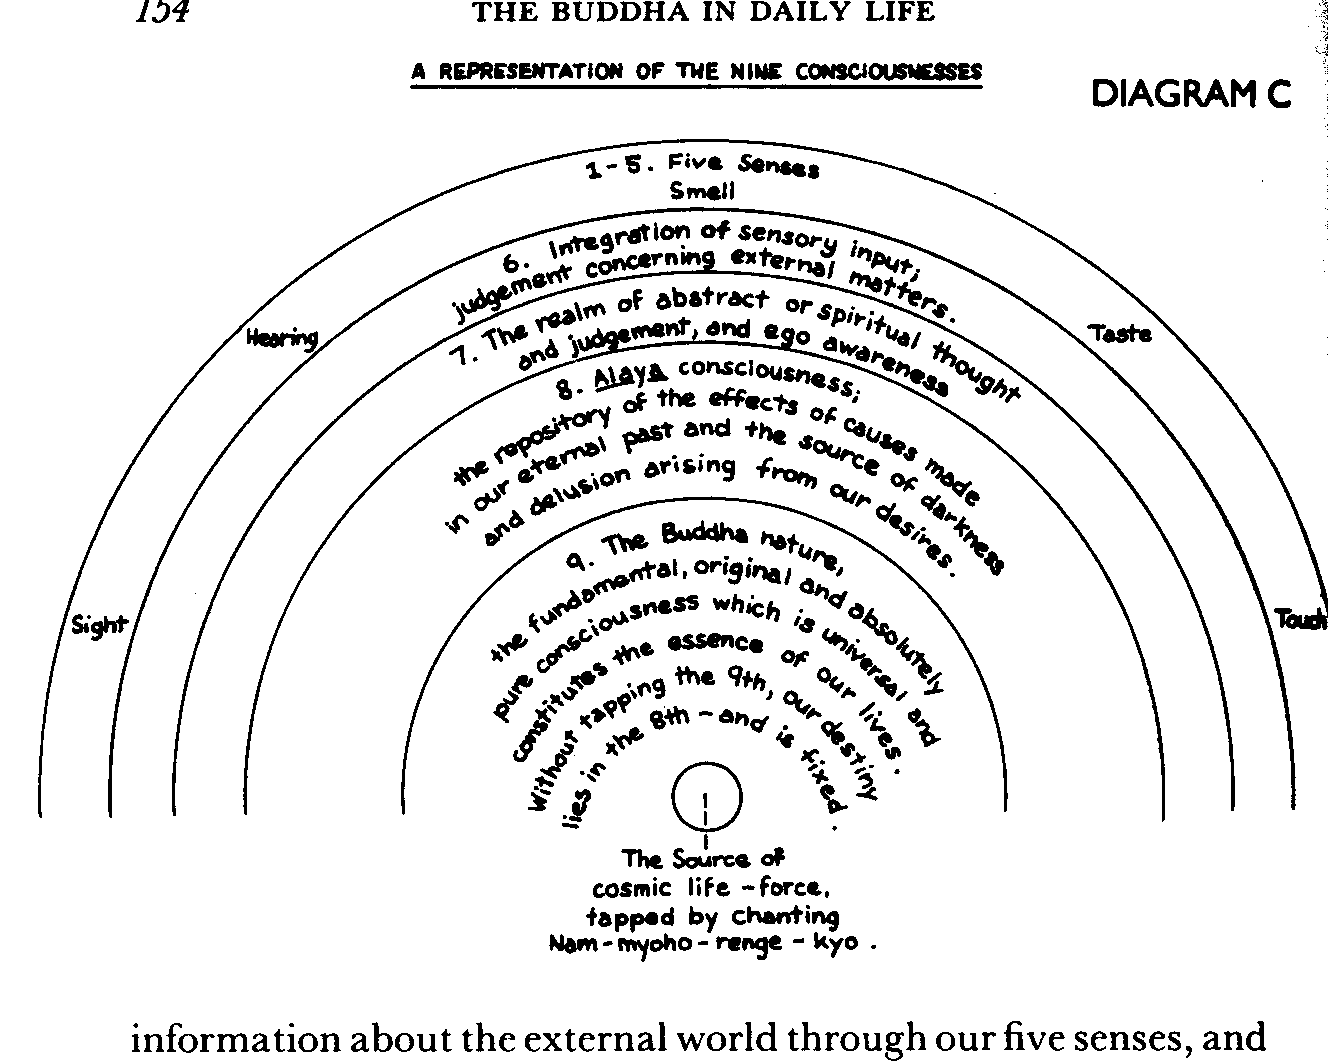 154
THE BUDDHA IN DAILY LIFE
A REPRESENTATION OF THE NINE CONSCIOUSNESSES
DIAGRAM C
1-5. Five Senses
Smell
6. Integration of sensory input;
judgement concerning external matters.
Hearing
Taste
7. The realm of abstract or spiritual thought
and judgement, and ego awareness
8. Alaya consciousness;
the repository of the effects of causes made
in our eternal past and the source of darkness
and delusion arising from our desires.
Sight
Touch
9. The Buddha nature,
the fundamental, original and absolutely
pure consciousness which is universal and
constitutes the essence of our lives.
Without tapping the 9th, our destiny
lies in the 8th - and is fixed.
The Source of
cosmic life-force,
tapped by chanting
Nam-myoho-renge-kyo.
information about the external world through our five senses, and